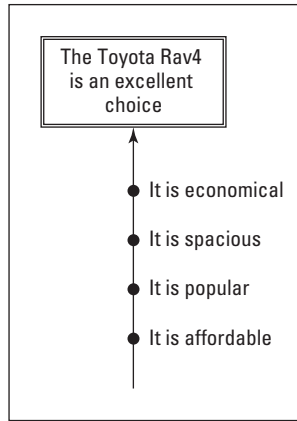 The Toyota Rav4
is an excellent
choice
It is economical
It is spacious
It is popular
It is affordable